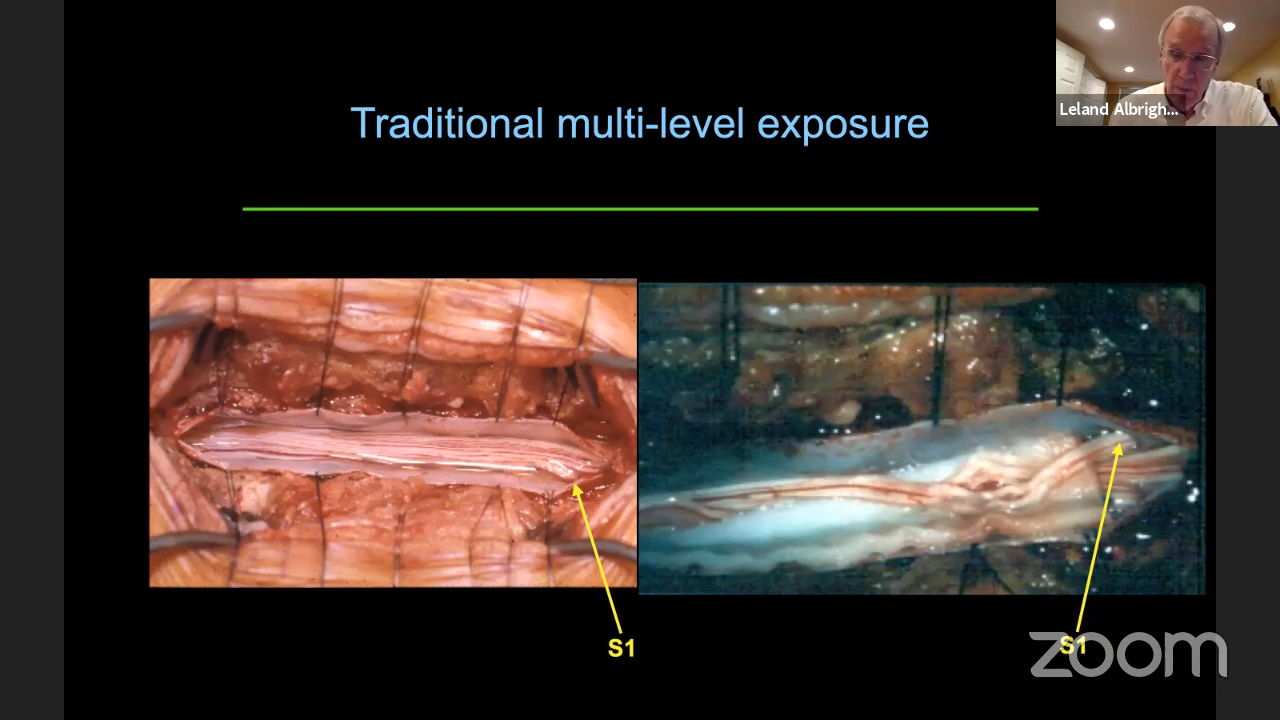 Leland Albrigh...
Traditional multi-level exposure
S1
S1
zoom